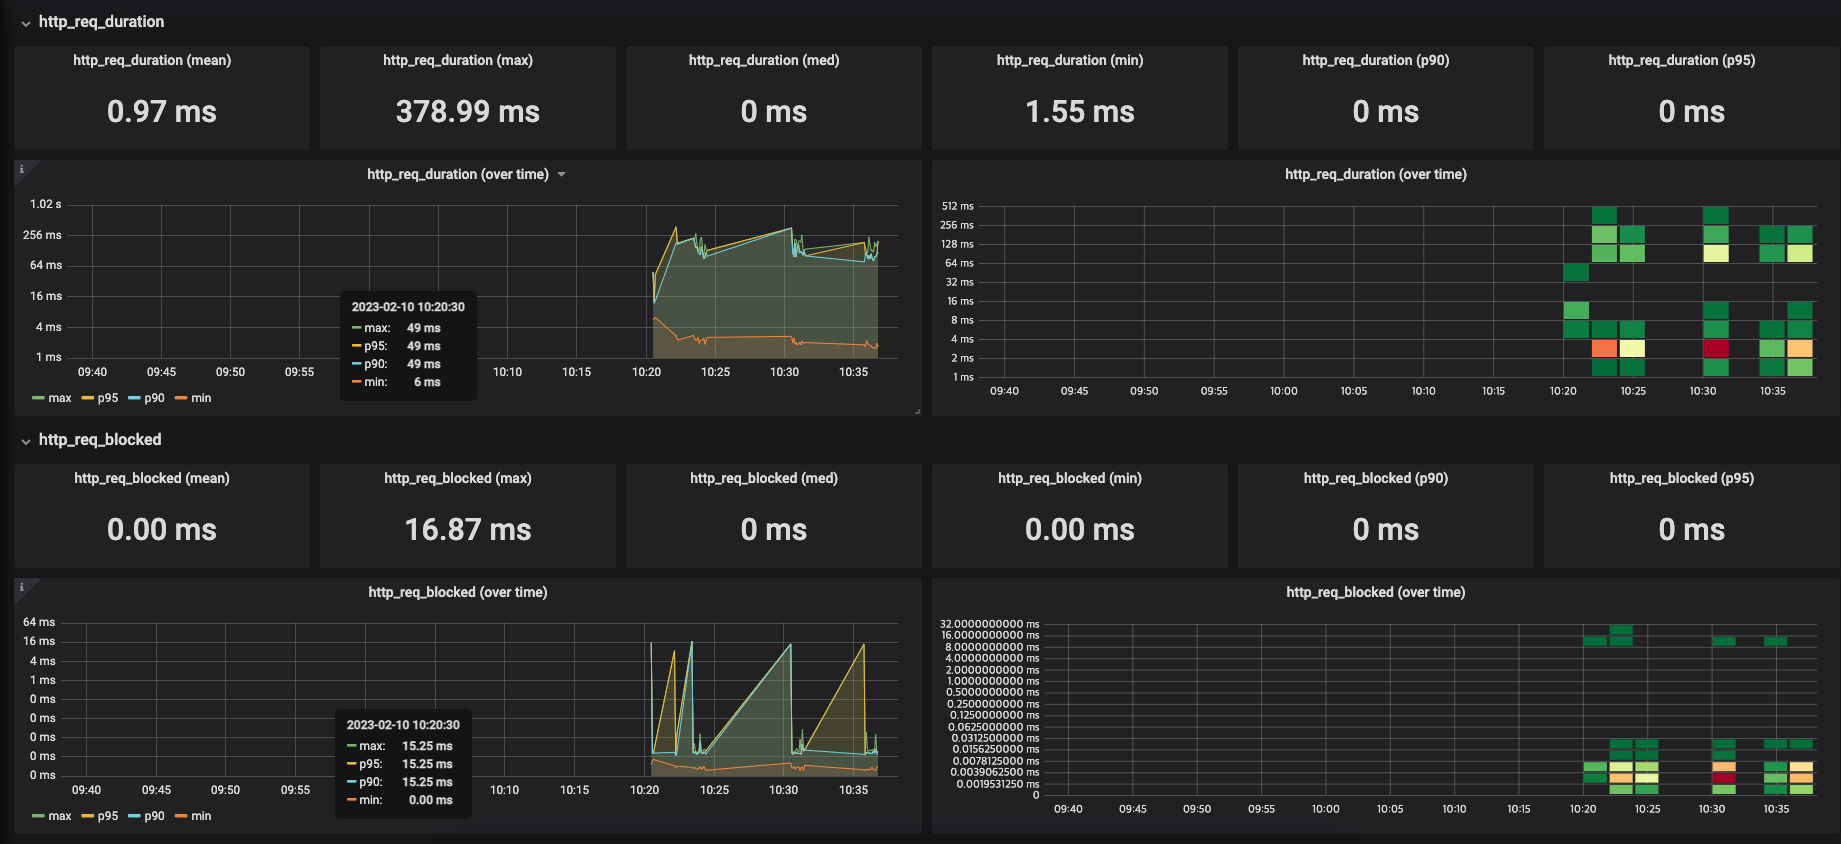 http_req_duration
http_req_duration (mean)
0.97 ms
http_req_duration (max)
378.99 ms
http_req_duration (med)
0 ms
http_req_duration (min)
1.55 ms
http_req_duration (p90)
0 ms
http_req_duration (p95)
0 ms
i
http_req_duration (over time)
1.02 s
256 ms
64 ms
16 ms
4 ms
1 ms
2023-02-10 10:20:30
max: 49 ms
p95: 49 ms
p90: 49 ms
min: 6 ms
09:40 09:45 09:50 09:55 10:10 10:15 10:20 10:25 10:30 10:35
max p95 p90 min
http_req_duration (over time)
512 ms
256 ms
128 ms
64 ms
32 ms
16 ms
8 ms
4 ms
2 ms
1 ms
09:40 09:45 09:50 09:55 10:00 10:05 10:10 10:15 10:20 10:25 10:30 10:35
http_req_blocked
http_req_blocked (mean)
0.00 ms
http_req_blocked (max)
16.87 ms
http_req_blocked (med)
0 ms
http_req_blocked (min)
0.00 ms
http_req_blocked (p90)
0 ms
http_req_blocked (p95)
0 ms
i
http_req_blocked (over time)
64 ms
16 ms
4 ms
1 ms
0 ms
0 ms
0 ms
0 ms
0 ms
2023-02-10 10:20:30
max: 15.25 ms
p95: 15.25 ms
p90: 15.25 ms
min: 0.00 ms
09:40 09:45 09:50 09:55 10:10 10:15 10:20 10:25 10:30 10:35
max p95 p90 min
http_req_blocked (over time)
32.0000000000 ms
16.0000000000 ms
8.0000000000 ms
4.0000000000 ms
2.0000000000 ms
1.0000000000 ms
0.5000000000 ms
0.2500000000 ms
0.1250000000 ms
0.0625000000 ms
0.0312500000 ms
0.0156250000 ms
0.0078125000 ms
0.0039062500 ms
0.0019531250 ms
0
09:40 09:45 09:50 09:55 10:00 10:05 10:10 10:15 10:20 10:25 10:30 10:35